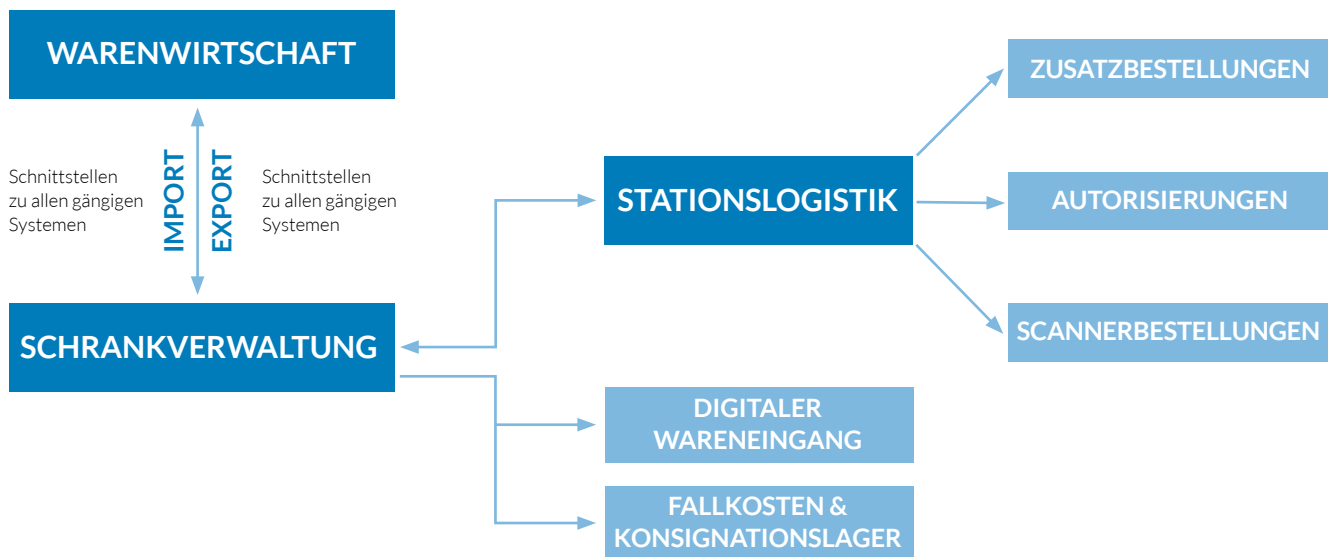 WARENWIRTSCHAFT
Schnittstellen
zu allen gängigen
Systemen
IMPORT
EXPORT
Schnittstellen
zu allen gängigen
Systemen
SCHRANKVERWALTUNG
STATIONSLOGISTIK
ZUSATZBESTELLUNGEN
AUTORISIERUNGEN
SCANNERBESTELLUNGEN
DIGITALER
WARENEINGANG
FALLKOSTEN &
KONSIGNATIONSLAGER